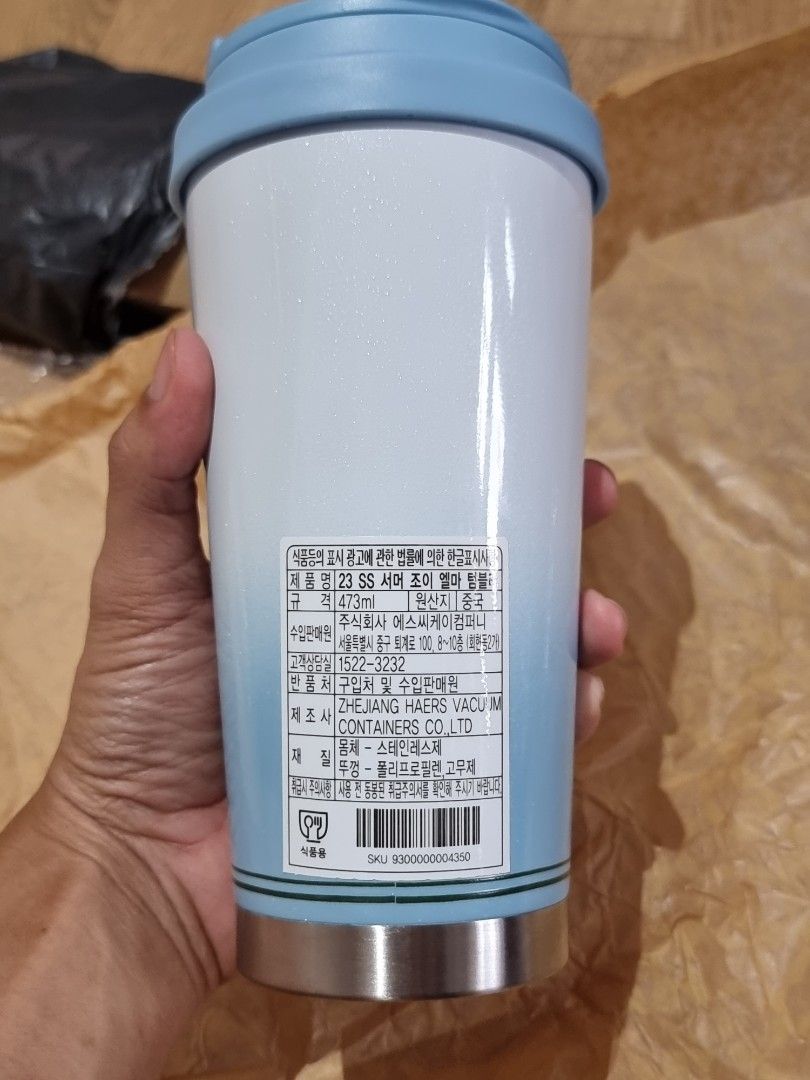 식품등의 표시 광고에 관한 법률에 의한 한글표시사항
제 품 명 23 SS 서머 조이 엘마 텀블러
규 격 473ml 원산지 중국
수입판매원 주식회사 에스씨케이컴퍼니
서울특별시 중구 퇴계로 100, 8~10층 (회현동2가)
고객상담실 1522-3232
반 품 처 구입처 및 수입판매원
제 조 사 ZHEJIANG HAERS VACUUM
CONTAINERS CO.,LTD
재 질 몸체 - 스테인레스제
뚜껑 - 폴리프로필렌,고무제
취급시 주의사항 사용 전 동봉된 취급주의서를 확인해 주시기 바랍니다.
식품용
SKU 9300000004350